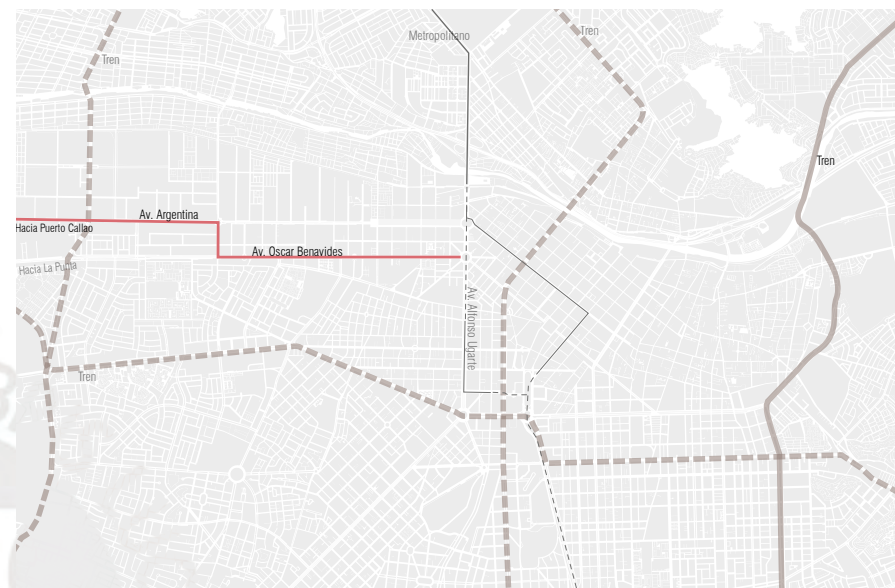 Metropolitano
Tren
Tren
Tren
Av. Argentina
Hacia Puerto Callao
Av. Oscar Benavides
Hacia La Punta
Av. Alfonso Ugarte
Tren